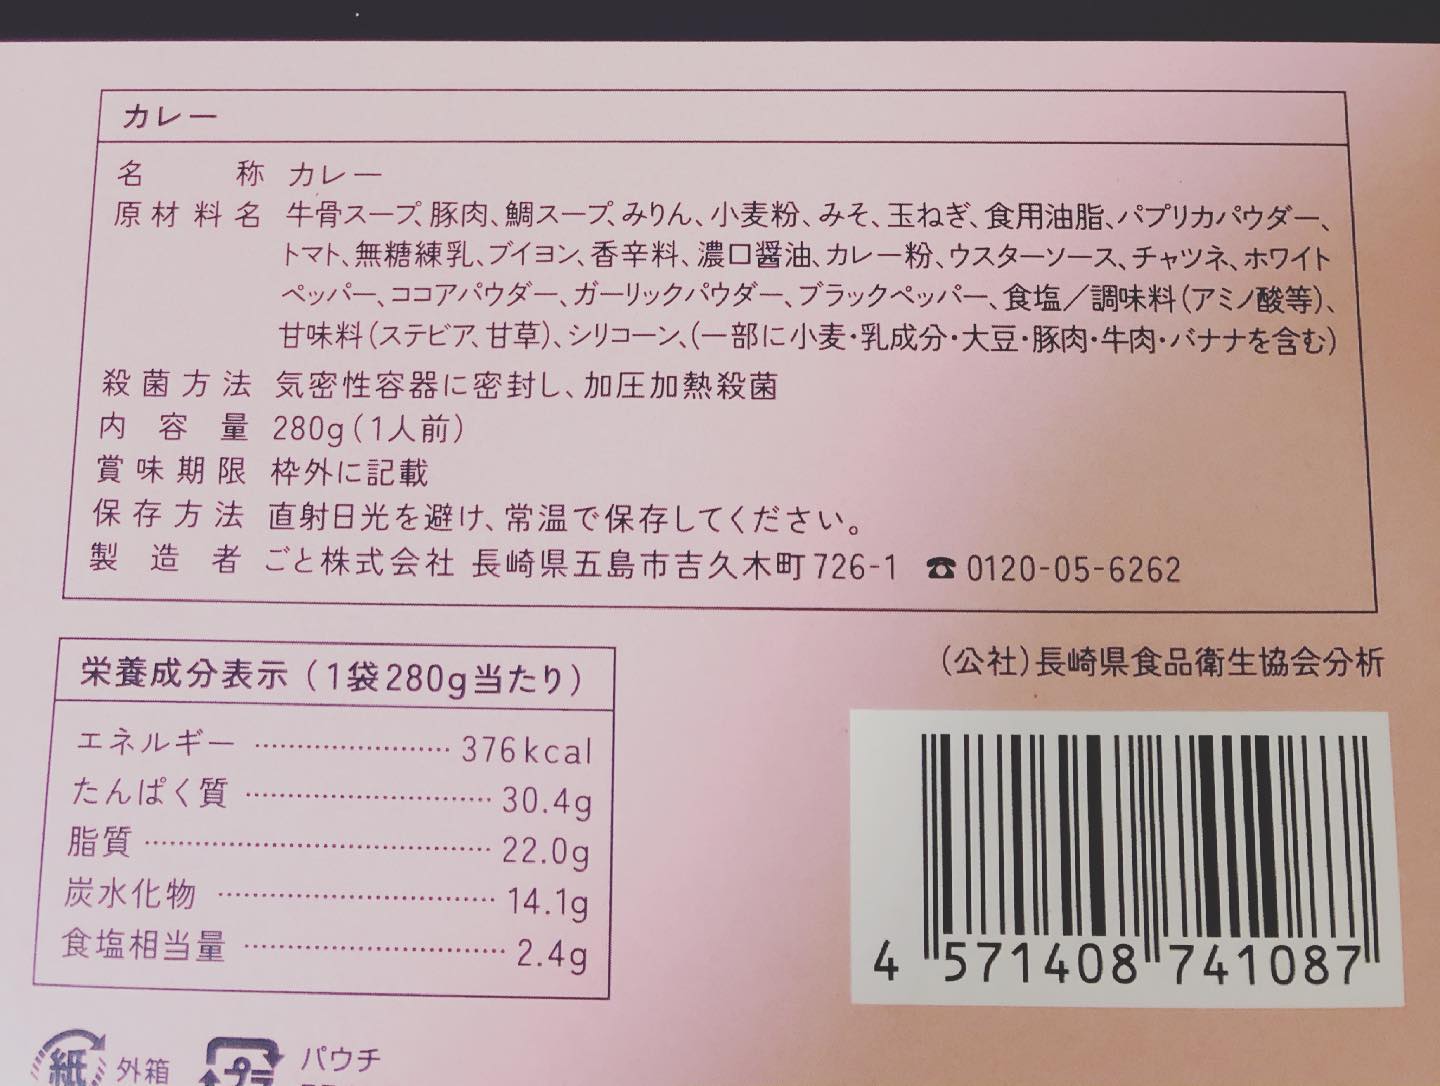 カレー
名称 カレー
原材料名 牛骨スープ、豚肉、鯛スープ、みりん、小麦粉、みそ、玉ねぎ、食用油脂、パプリカパウダー、
トマト、無糖練乳、ブイヨン、香辛料、濃口醤油、カレー粉、ウスターソース、チャツネ、ホワイト
ペッパー、ココアパウダー、ガーリックパウダー、ブラックペッパー、食塩／調味料(アミノ酸等)、
甘味料(ステビア、甘草)、シリコーン、(一部に小麦・乳成分・大豆・豚肉・牛肉・バナナを含む)
殺菌方法 気密性容器に密封し、加圧加熱殺菌
内容量 280g(1人前)
賞味期限 枠外に記載
保存方法 直射日光を避け、常温で保存してください。
製造者 ごと株式会社 長崎県五島市吉久木町726-1 ☎0120-05-6262
栄養成分表示(1袋280g当たり)
エネルギー 376kcal
たんぱく質 30.4g
脂質 22.0g
炭水化物 14.1g
食塩相当量 2.4g
(公社)長崎県食品衛生協会分析
4 571408 741087
紙 外箱 プラ パウチ